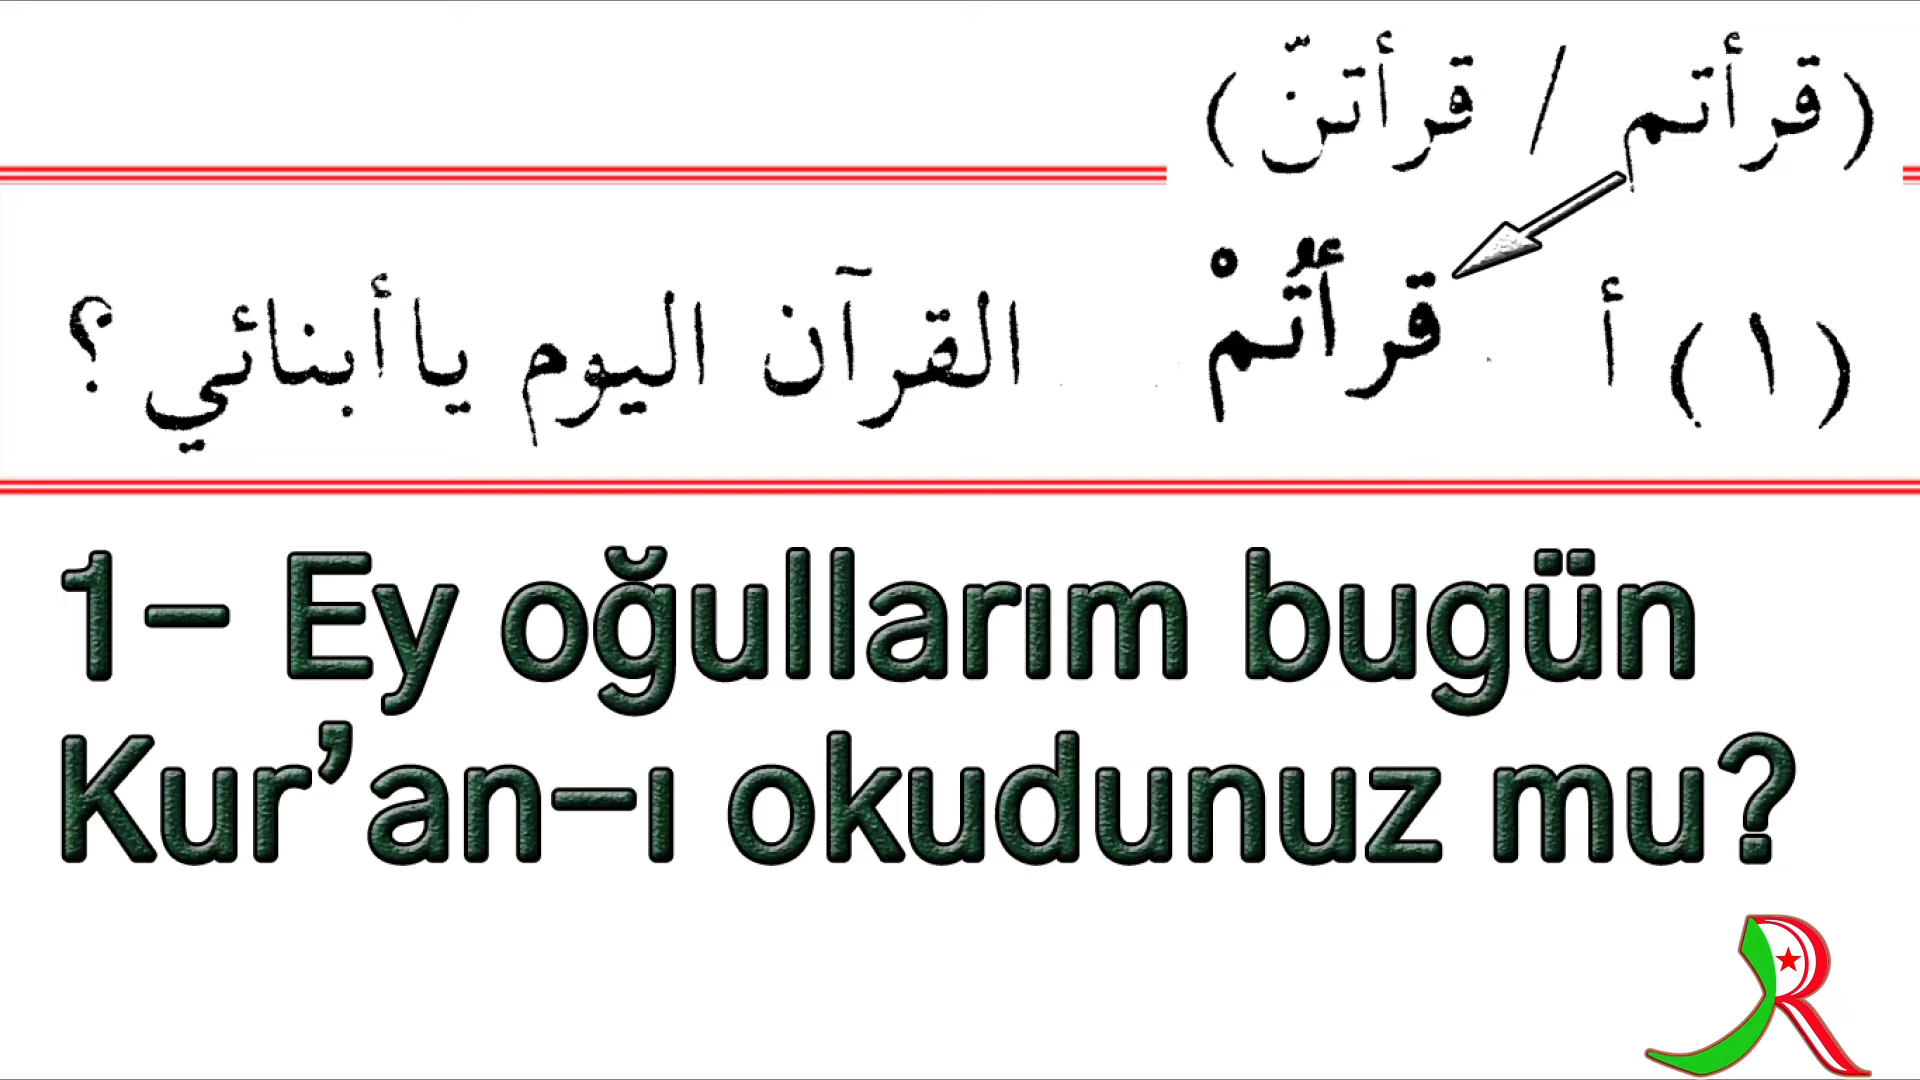 (قرأتم / قرأتنّ)
(١) أ قرأتُمْ القرآن اليوم يا أبنائي ؟
1- Ey oğullarım bugün
Kur’an-ı okudunuz mu?